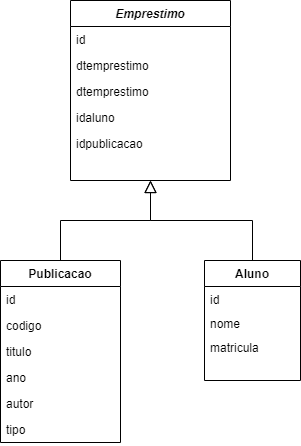 Emprestimo
id
dtemprestimo
dtemprestimo
idaluno
idpublicacao
Publicacao
id
codigo
titulo
ano
autor
tipo
Aluno
id
nome
matricula